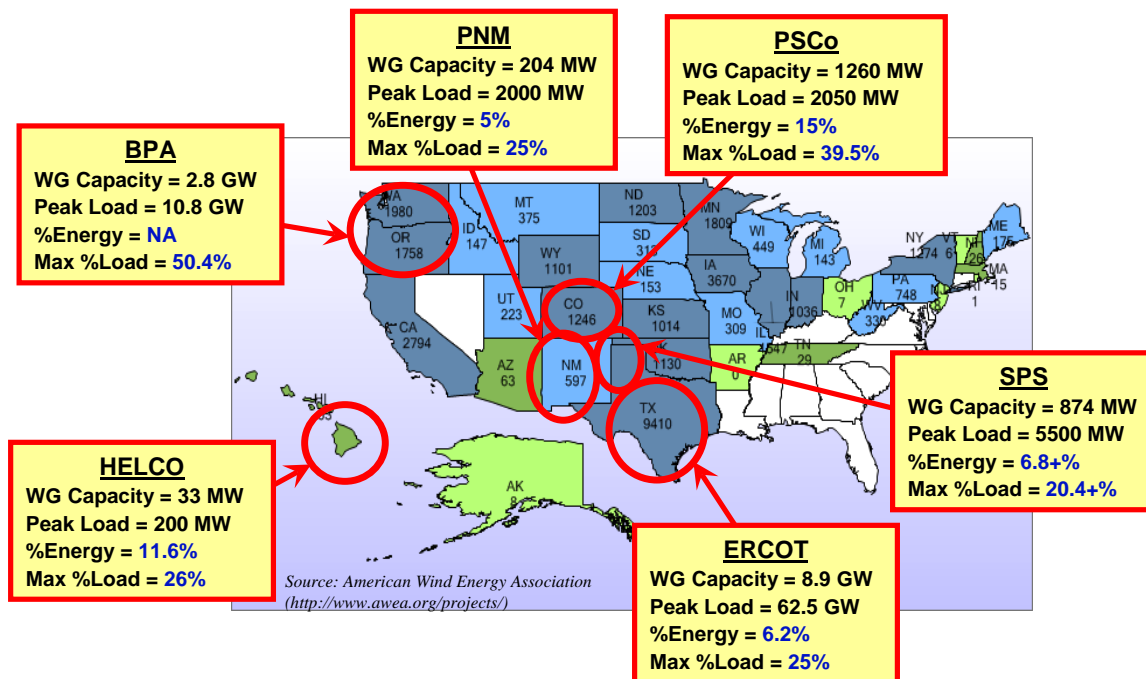 PNM
WG Capacity = 204 MW
Peak Load = 2000 MW
%Energy = 5%
Max %Load = 25%
PSCo
WG Capacity = 1260 MW
Peak Load = 2050 MW
%Energy = 15%
Max %Load = 39.5%
BPA
WG Capacity = 2.8 GW
Peak Load = 10.8 GW
%Energy = NA
Max %Load = 50.4%
1980
OR
1758
ID
147
MT
375
ND
1203
MN
1809
SD
WI
449
MI
143
NY
1274
VT
6
ME
175
MA
15
RI
1
WY
1101
NE
153
IA
3670
PA
748
OH
7
IN
1036
UT
223
CO
1246
KS
1014
MO
309
CA
2794
AZ
63
NM
597
1130
AR
0
TN
29
TX
9410
HI
AK
8
SPS
WG Capacity = 874 MW
Peak Load = 5500 MW
%Energy = 6.8+%
Max %Load = 20.4+%
HELCO
WG Capacity = 33 MW
Peak Load = 200 MW
%Energy = 11.6%
Max %Load = 26%
ERCOT
WG Capacity = 8.9 GW
Peak Load = 62.5 GW
%Energy = 6.2%
Max %Load = 25%
Source: American Wind Energy Association
(http://www.awea.org/projects/)